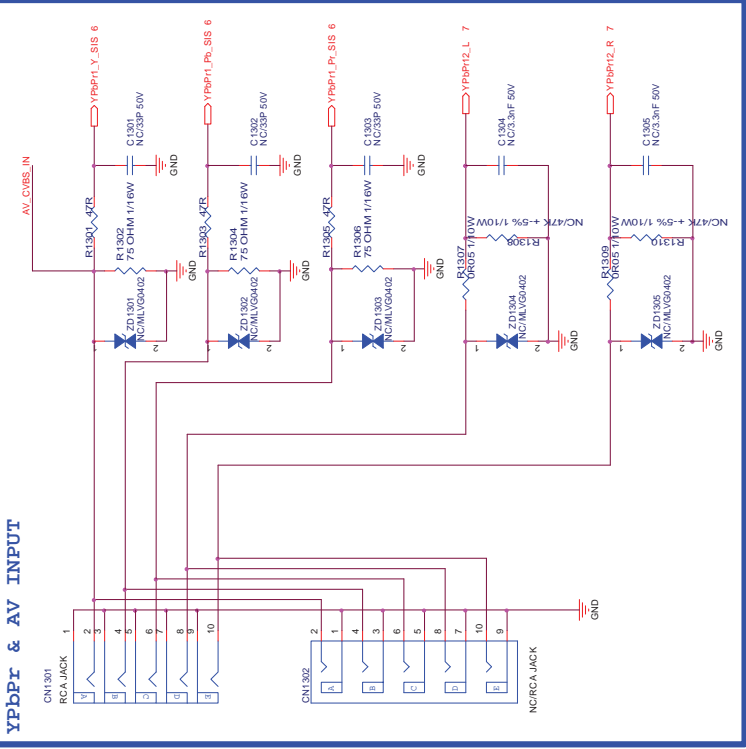 YPbPr & AV INPUT
AV_CVBS_IN
YPbPr1_Y_SIS 6
R1301 47R
C1301
NC/33P 50V
GND
R1302
75 OHM 1/16W
ZD1301
NC/MLVG0402
1
2
GND
YPbPr1_Pb_SIS 6
R1303 47R
C1302
NC/33P 50V
GND
R1304
75 OHM 1/16W
ZD1302
NC/MLVG0402
1
2
GND
YPbPr1_Pr_SIS 6
R1305 47R
C1303
NC/33P 50V
GND
R1306
75 OHM 1/16W
ZD1303
NC/MLVG0402
1
2
GND
YPbPr12_L 7
R1307
0R05 1/10W
C1304
NC/3.3nF 50V
R1308
NC/47K +-5% 1/10W
ZD1304
NC/MLVG0402
1
2
GND
YPbPr12_R 7
R1309
0R05 1/10W
C1305
NC/3.3nF 50V
R1310
NC/47K +-5% 1/10W
ZD1305
NC/MLVG0402
1
2
GND
CN1301
RCA JACK
1
2
3
4
5
6
7
8
9
10
A
B
C
D
E
CN1302
NC/RCA JACK
2
1
4
3
6
5
8
7
10
9
A
B
C
D
E
GND